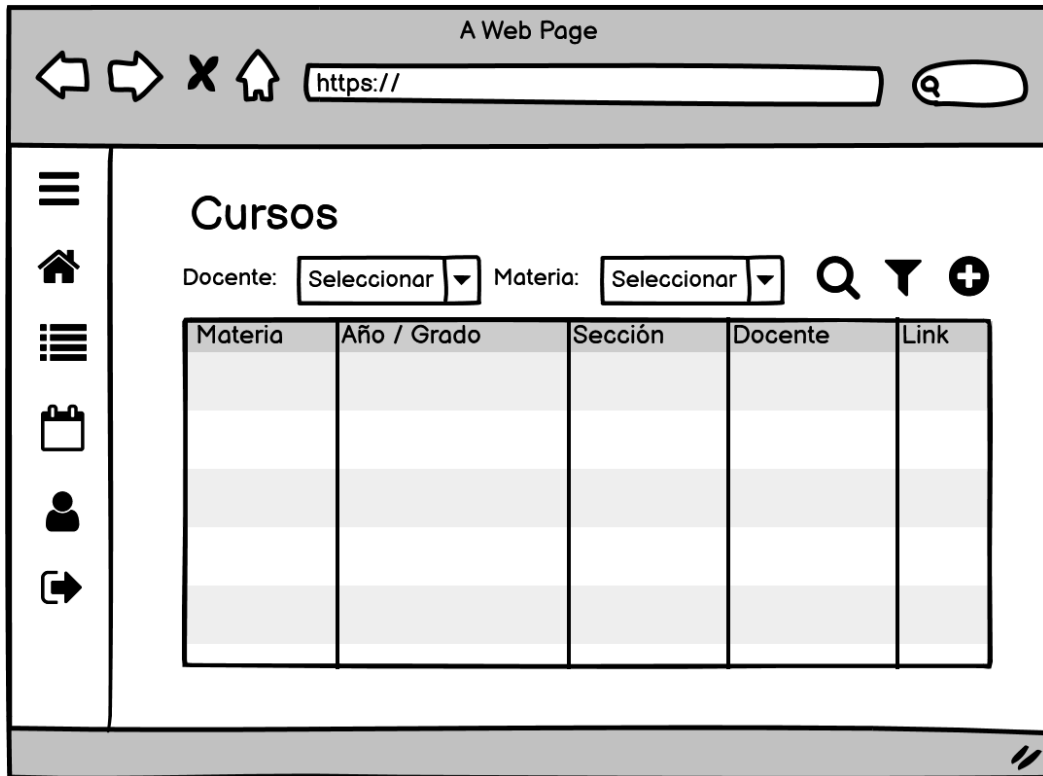 A Web Page
https://
Cursos
Docente: Seleccionar Materia: Seleccionar
Materia Año / Grado Sección Docente Link